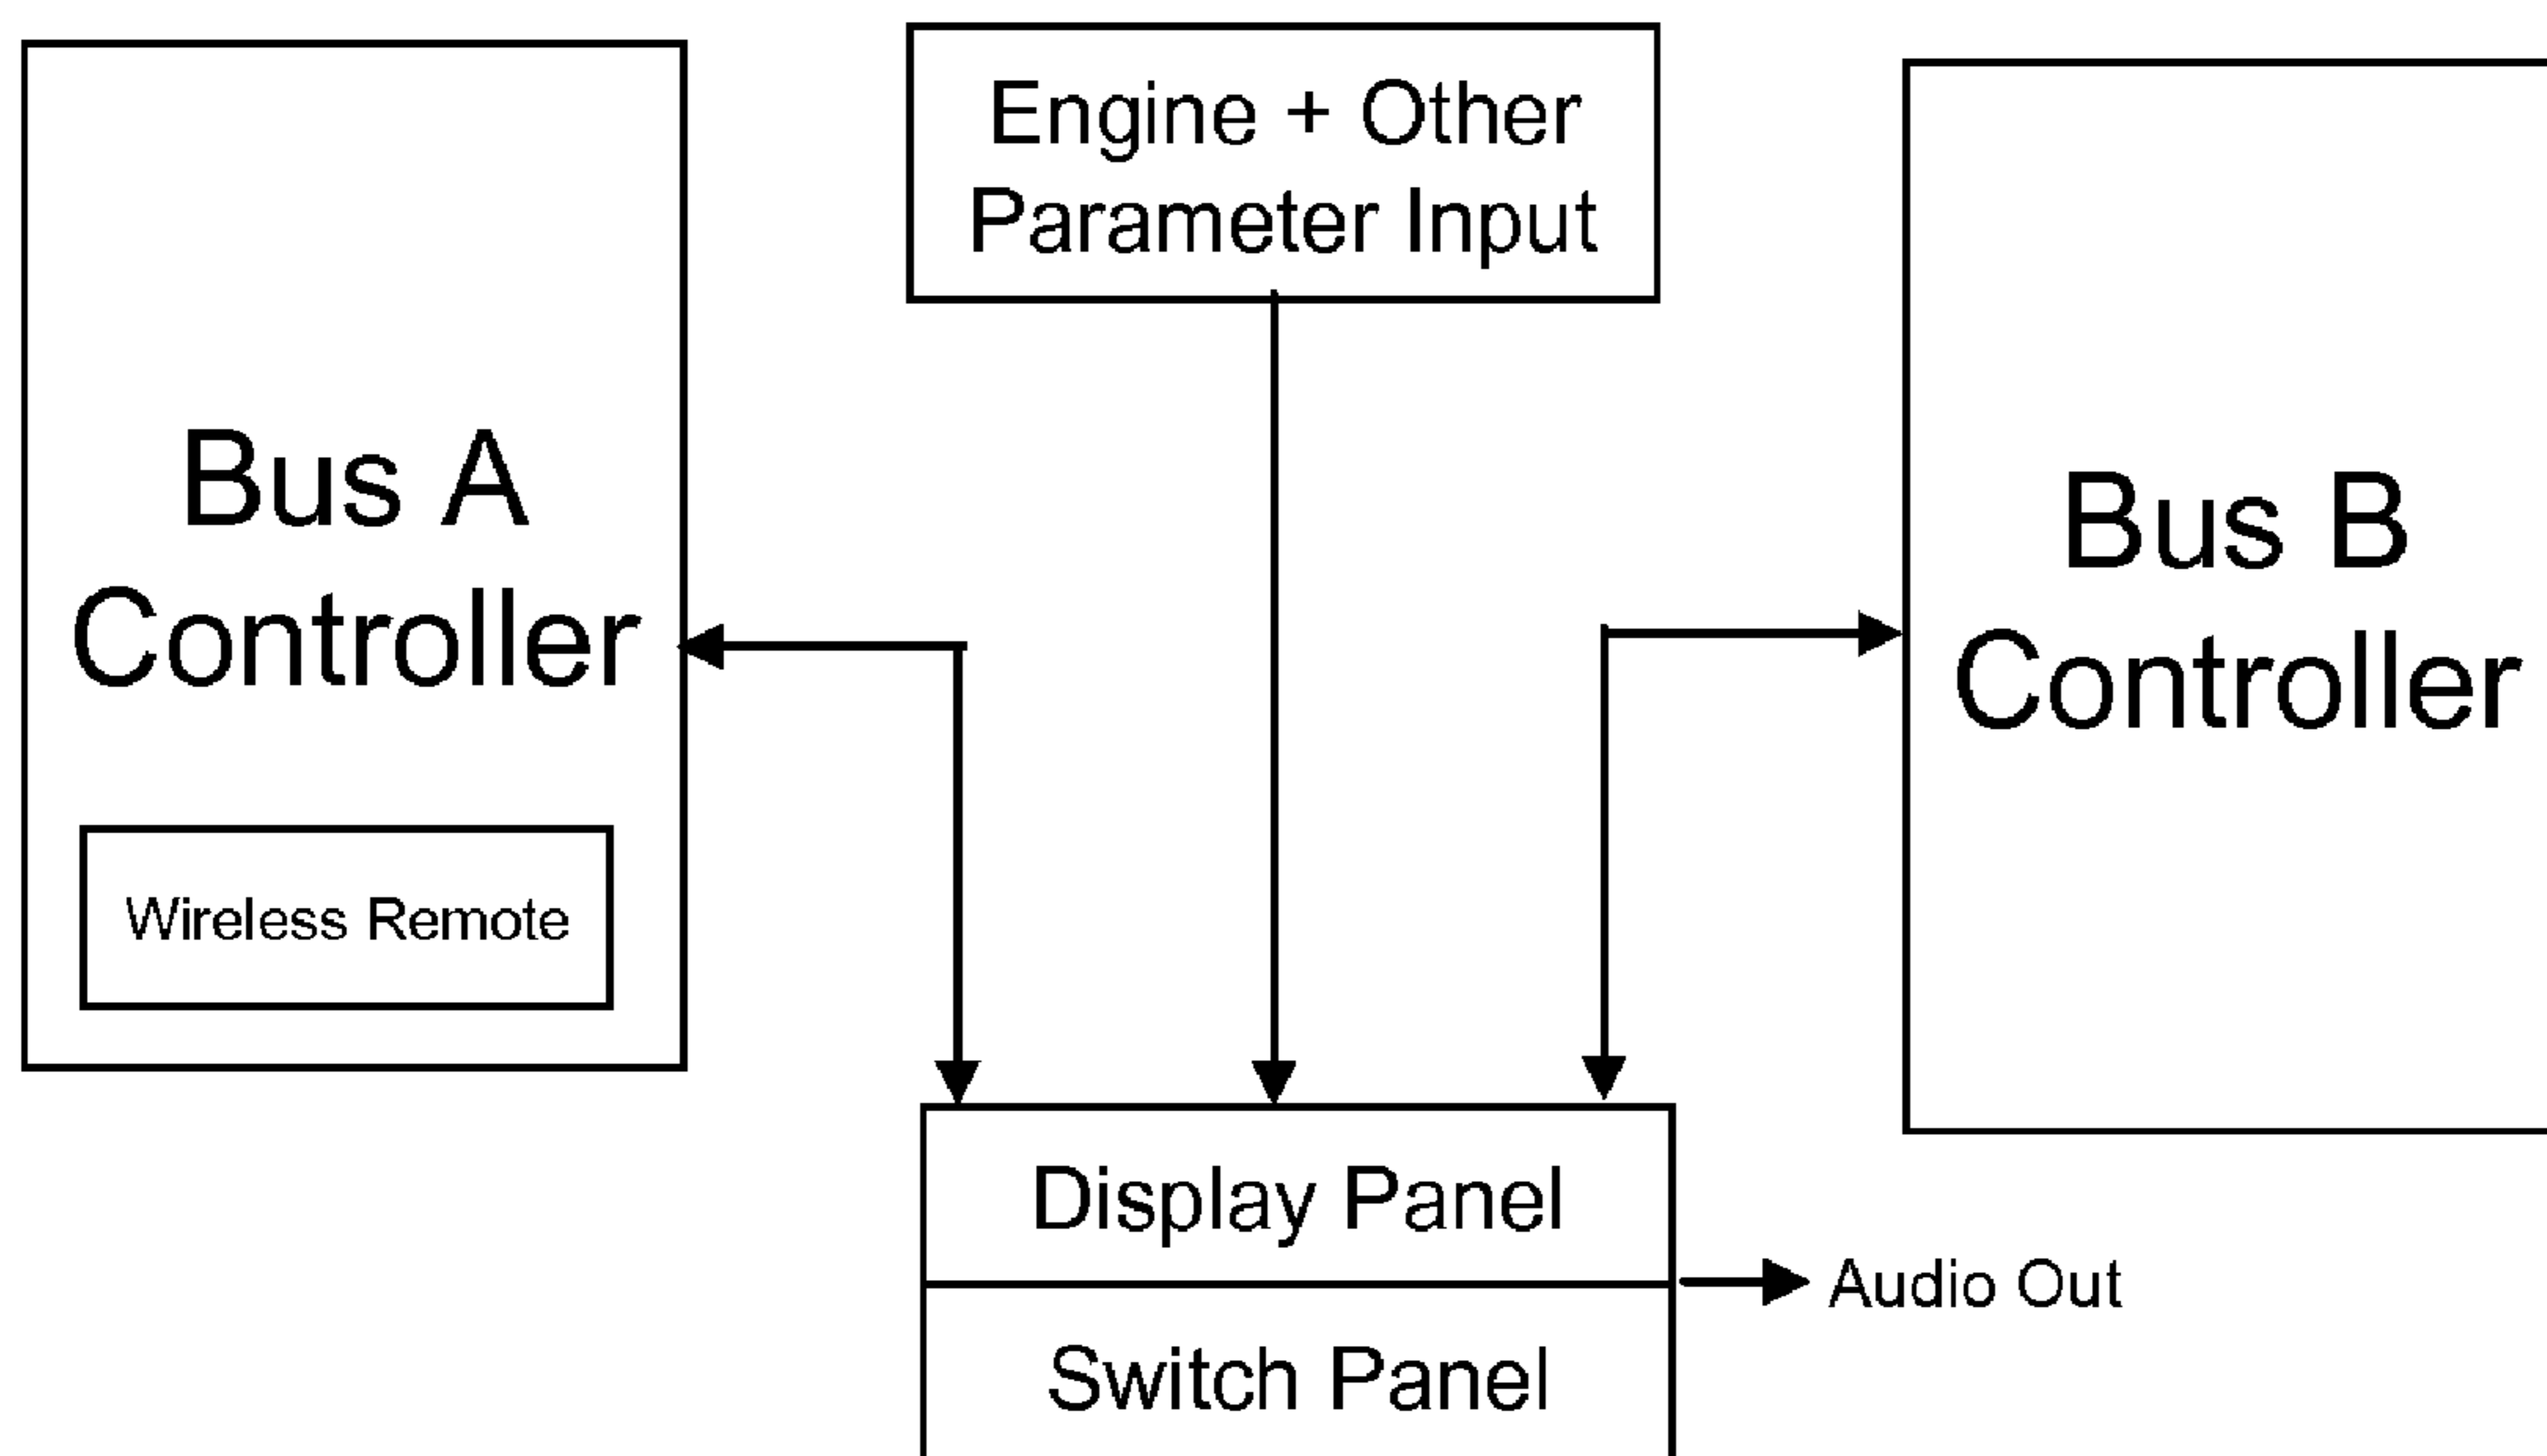 Engine + Other
Parameter Input
Bus A
Controller
Wireless Remote
Bus B
Controller
Display Panel
Audio Out
Switch Panel